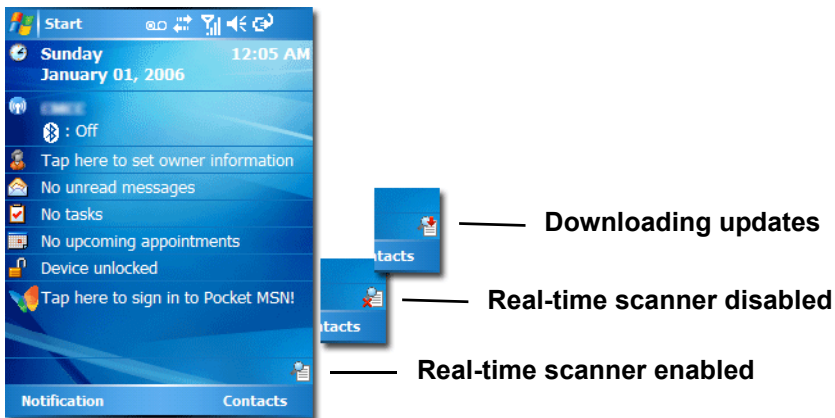 Start
Sunday 12:05 AM
January 01, 2006
: Off
Tap here to set owner information
No unread messages
No tasks
No upcoming appointments
Device unlocked
Tap here to sign in to Pocket MSN!
Notification Contacts
tacts
Downloading updates
tacts
Real-time scanner disabled
Real-time scanner enabled